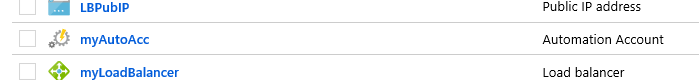 LBPubIP Public IP address
myAutoAcc Automation Account
myLoadBalancer Load balancer